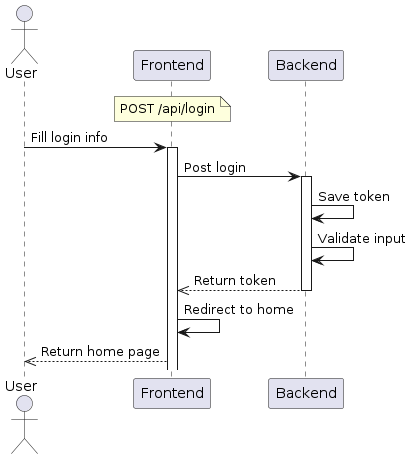 User
Frontend
Backend
POST /api/login
Fill login info
Post login
Save token
Validate input
Return token
Redirect to home
Return home page
User
Frontend
Backend